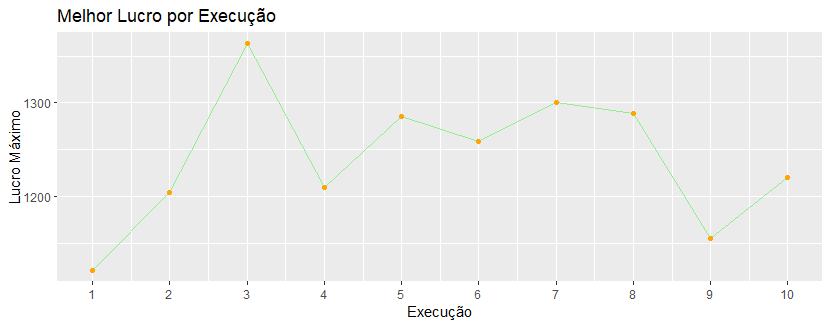 Melhor Lucro por Execução
Lucro Máximo
1300
1200
1 2 3 4 5 6 7 8 9 10
Execução